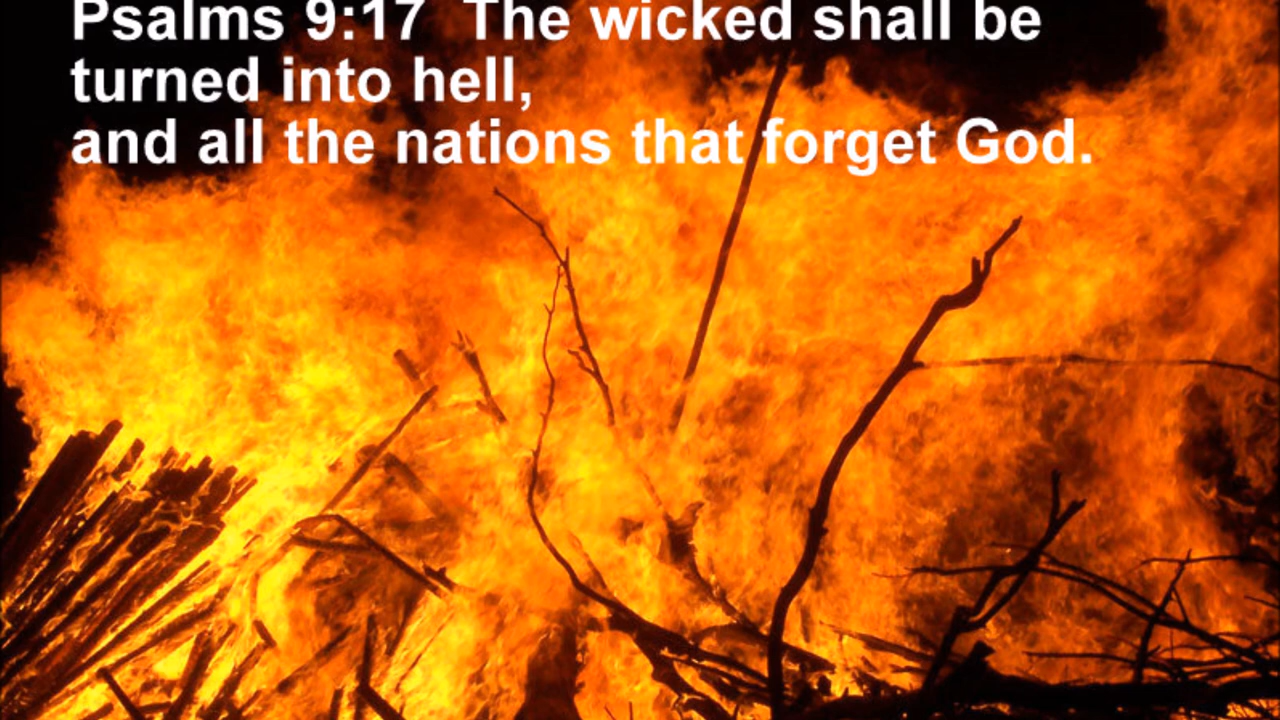 Psalms 9:17  The wicked shall be
turned into hell,
and all the nations that forget God.